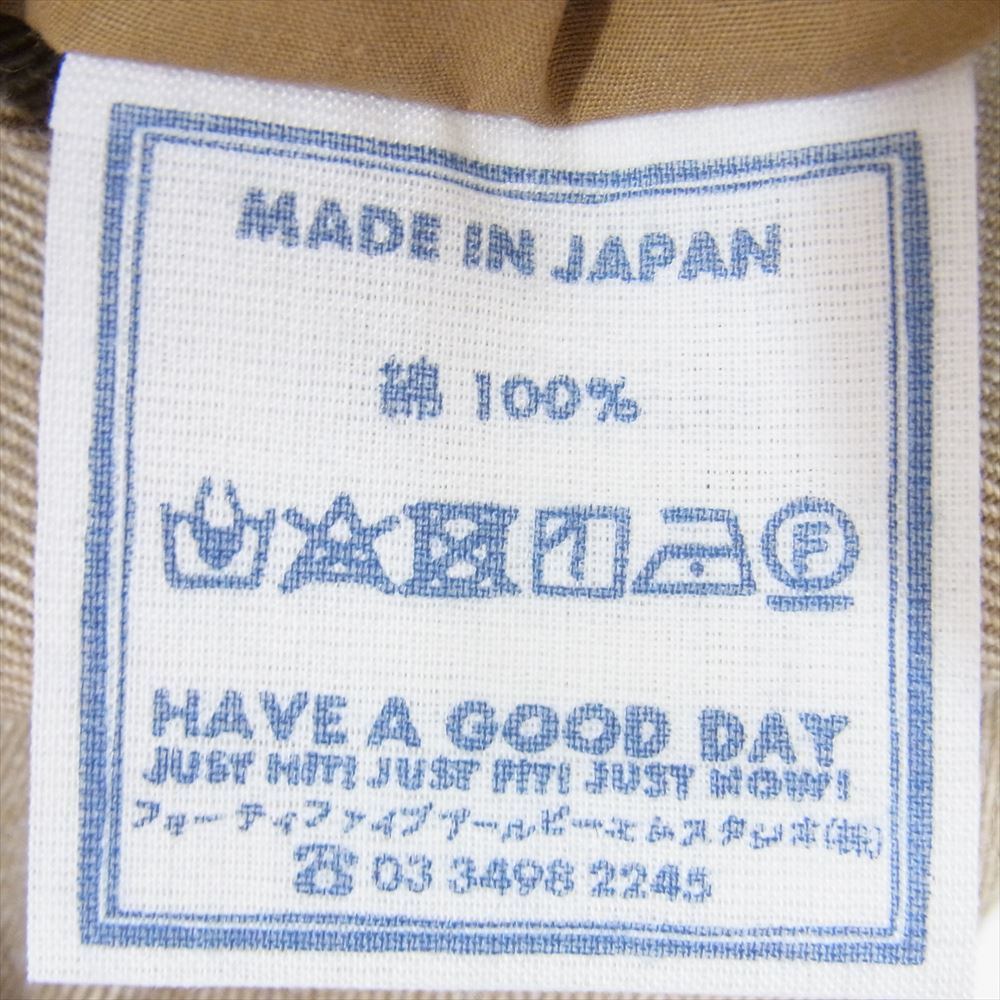 MADE IN JAPAN
綿 100%
F
HAVE A GOOD DAY
JUST HIT! JUST FIT! JUST NOW!
フォーティファイブアールピーエムスタジオ(株)
☎ 03 3498 2245